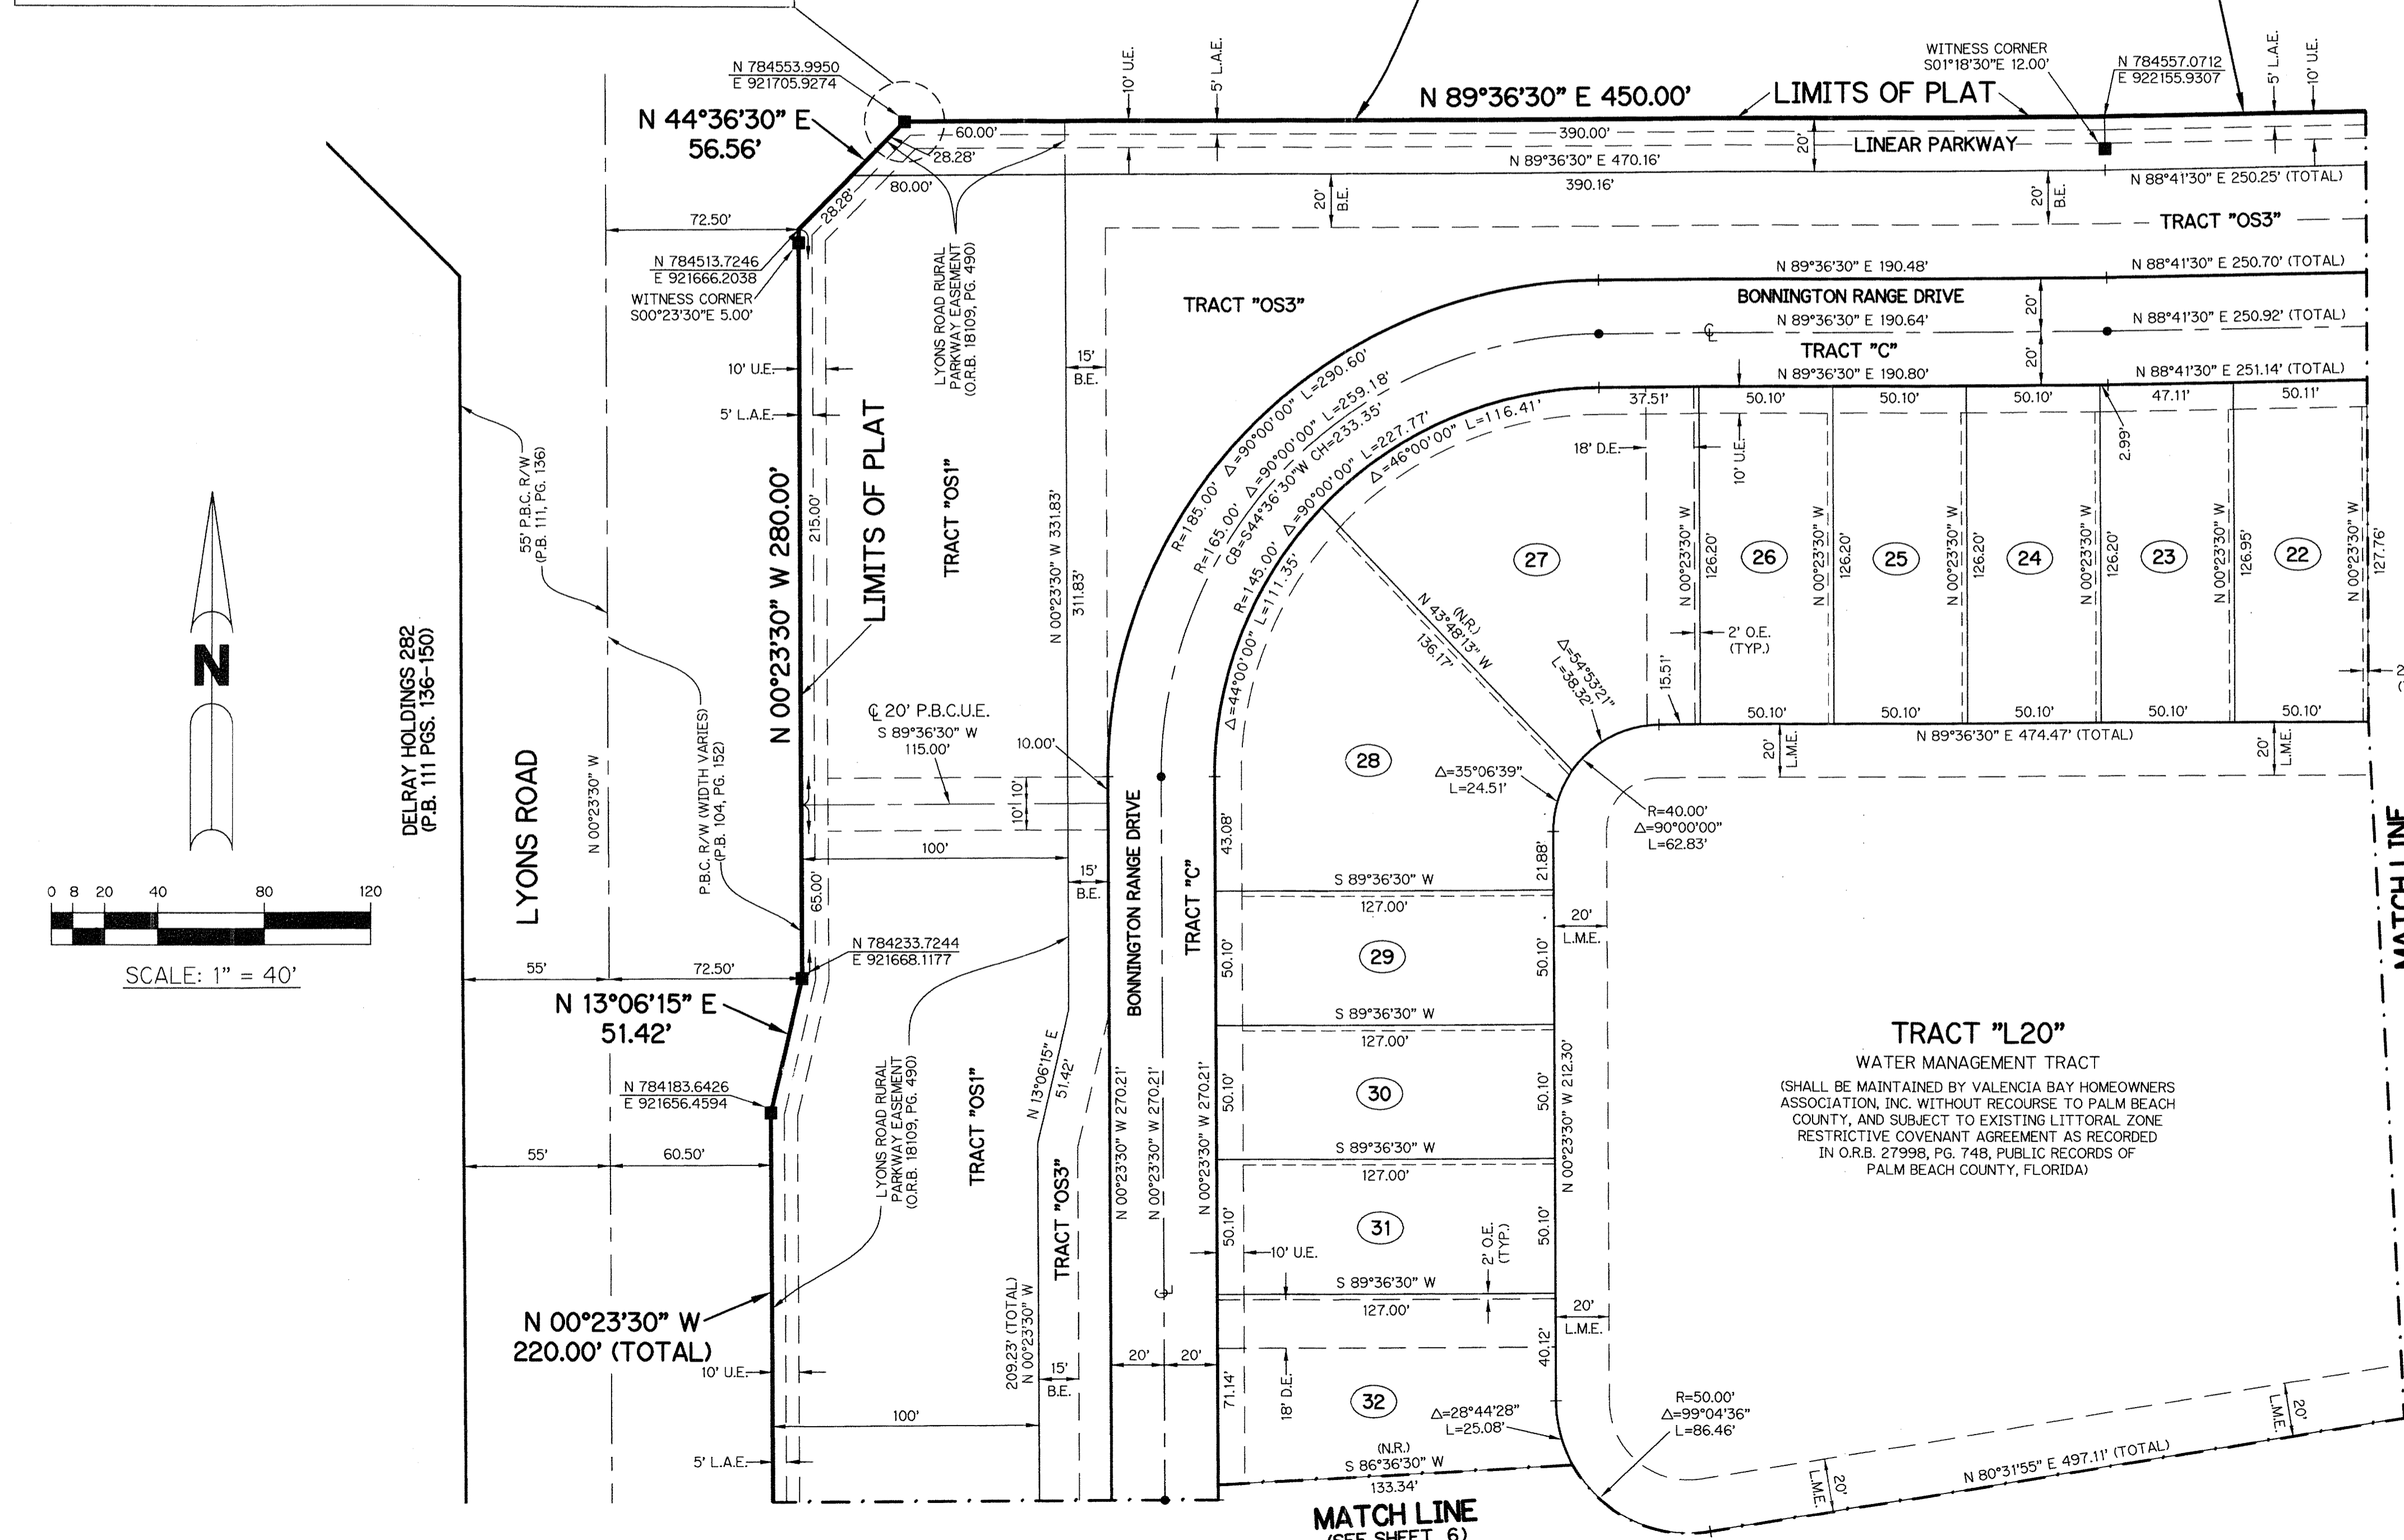 N 784553.9950
E 921705.9274
N 44°36'30" E
56.56'
10' U.E.
5' L.A.E.
N 89°36'30" E 450.00'
LIMITS OF PLAT
WITNESS CORNER
S01°18'30"E 12.00'
N 784557.0712
E 922155.9307
5' L.A.E.
10' U.E.
60.00'
28.28'
80.00'
28.28'
390.00'
20'
LINEAR PARKWAY
N 89°36'30" E 470.16'
390.16'
N 88°41'30" E 250.25' (TOTAL)
20'
B.E.
20'
B.E.
TRACT "OS3"
72.50'
N 784513.7246
E 921666.2038
WITNESS CORNER
S00°23'30"E 5.00'
LYONS ROAD RURAL
PARKWAY EASEMENT
(O.R.B. 18109, PG. 490)
TRACT "OS3"
N 89°36'30" E 190.48'
N 88°41'30" E 250.70' (TOTAL)
BONNINGTON RANGE DRIVE
N 89°36'30" E 190.64'
20'
N 88°41'30" E 250.92' (TOTAL)
℄
TRACT "C"
20'
N 89°36'30" E 190.80'
N 88°41'30" E 251.14' (TOTAL)
10' U.E.
5' L.A.E.
15'
B.E.
R=185.00' Δ=90°00'00" L=290.60'
R=165.00' Δ=90°00'00" L=259.18'
CB=S44°36'30"W CH=233.35'
R=145.00' Δ=90°00'00" L=227.77'
Δ=46°00'00" L=116.41'
Δ=44°00'00" L=111.35'
37.51'
50.10'
50.10'
50.10'
47.11'
50.11'
2.99'
18' D.E.
10' U.E.
55' P.B.C. R/W
(P.B. 111, PG. 136)
N 00°23'30" W 280.00'
215.00'
LIMITS OF PLAT
TRACT "OS1"
N 00°23'30" W 331.83'
311.83'
27
26
25
24
23
22
N 00°23'30" W
126.20'
N 00°23'30" W
126.20'
N 00°23'30" W
126.20'
N 00°23'30" W
126.20'
N 00°23'30" W
126.95'
N 00°23'30" W
127.76'
N
DELRAY HOLDINGS 282
(P.B. 111 PGS. 136-150)
(N.R.)
N 43°48'13" W
136.17'
Δ=54°53'21"
L=38.32'
2' O.E.
(TYP.)
15.51'
50.10'
50.10'
50.10'
50.10'
50.10'
N 89°36'30" E 474.47' (TOTAL)
20'
L.M.E.
20'
L.M.E.
LYONS ROAD
N 00°23'30" W
P.B.C. R/W (WIDTH VARIES)
(P.B. 104, PG. 152)
℄ 20' P.B.C.U.E.
S 89°36'30" W
115.00'
10.00'
10'
10'
28
Δ=35°06'39"
L=24.51'
R=40.00'
Δ=90°00'00"
L=62.83'
MATCH LINE
100'
15'
B.E.
65.00'
BONNINGTON RANGE DRIVE
TRACT "C"
43.08'
21.88'
S 89°36'30" W
127.00'
0 8 20 40 80 120
SCALE: 1" = 40'
55'
72.50'
N 784233.7244
E 921668.1177
50.10'
29
50.10'
20'
L.M.E.
N 13°06'15" E
51.42'
S 89°36'30" W
127.00'
N 13°06'15" E
51.42'
TRACT "L20"
WATER MANAGEMENT TRACT
(SHALL BE MAINTAINED BY VALENCIA BAY HOMEOWNERS
ASSOCIATION, INC. WITHOUT RECOURSE TO PALM BEACH
COUNTY, AND SUBJECT TO EXISTING LITTORAL ZONE
RESTRICTIVE COVENANT AGREEMENT AS RECORDED
IN O.R.B. 27998, PG. 748, PUBLIC RECORDS OF
PALM BEACH COUNTY, FLORIDA)
N 784183.6426
E 921656.4594
LYONS ROAD RURAL
PARKWAY EASEMENT
(O.R.B. 18109, PG. 490)
TRACT "OS1"
N 00°23'30" W 270.21'
N 00°23'30" W 270.21'
N 00°23'30" W 270.21'
50.10'
30
50.10'
N 00°23'30" W 212.30'
55'
60.50'
S 89°36'30" W
127.00'
TRACT "OS3"
50.10'
31
50.10'
10' U.E.
2' O.E.
(TYP.)
S 89°36'30" W
127.00'
20'
L.M.E.
℄
N 00°23'30" W
220.00' (TOTAL)
209.23' (TOTAL)
N 00°23'30" W
10' U.E.
15'
B.E.
20'
20'
40.12'
71.14'
18' D.E.
32
Δ=28°44'28"
L=25.08'
R=50.00'
Δ=99°04'36"
L=86.46'
100'
5' L.A.E.
(N.R.)
S 86°36'30" W
133.34'
20'
L.M.E.
20'
L.M.E.
N 80°31'55" E 497.11' (TOTAL)
MATCH LINE
(SEE SHEET 6)